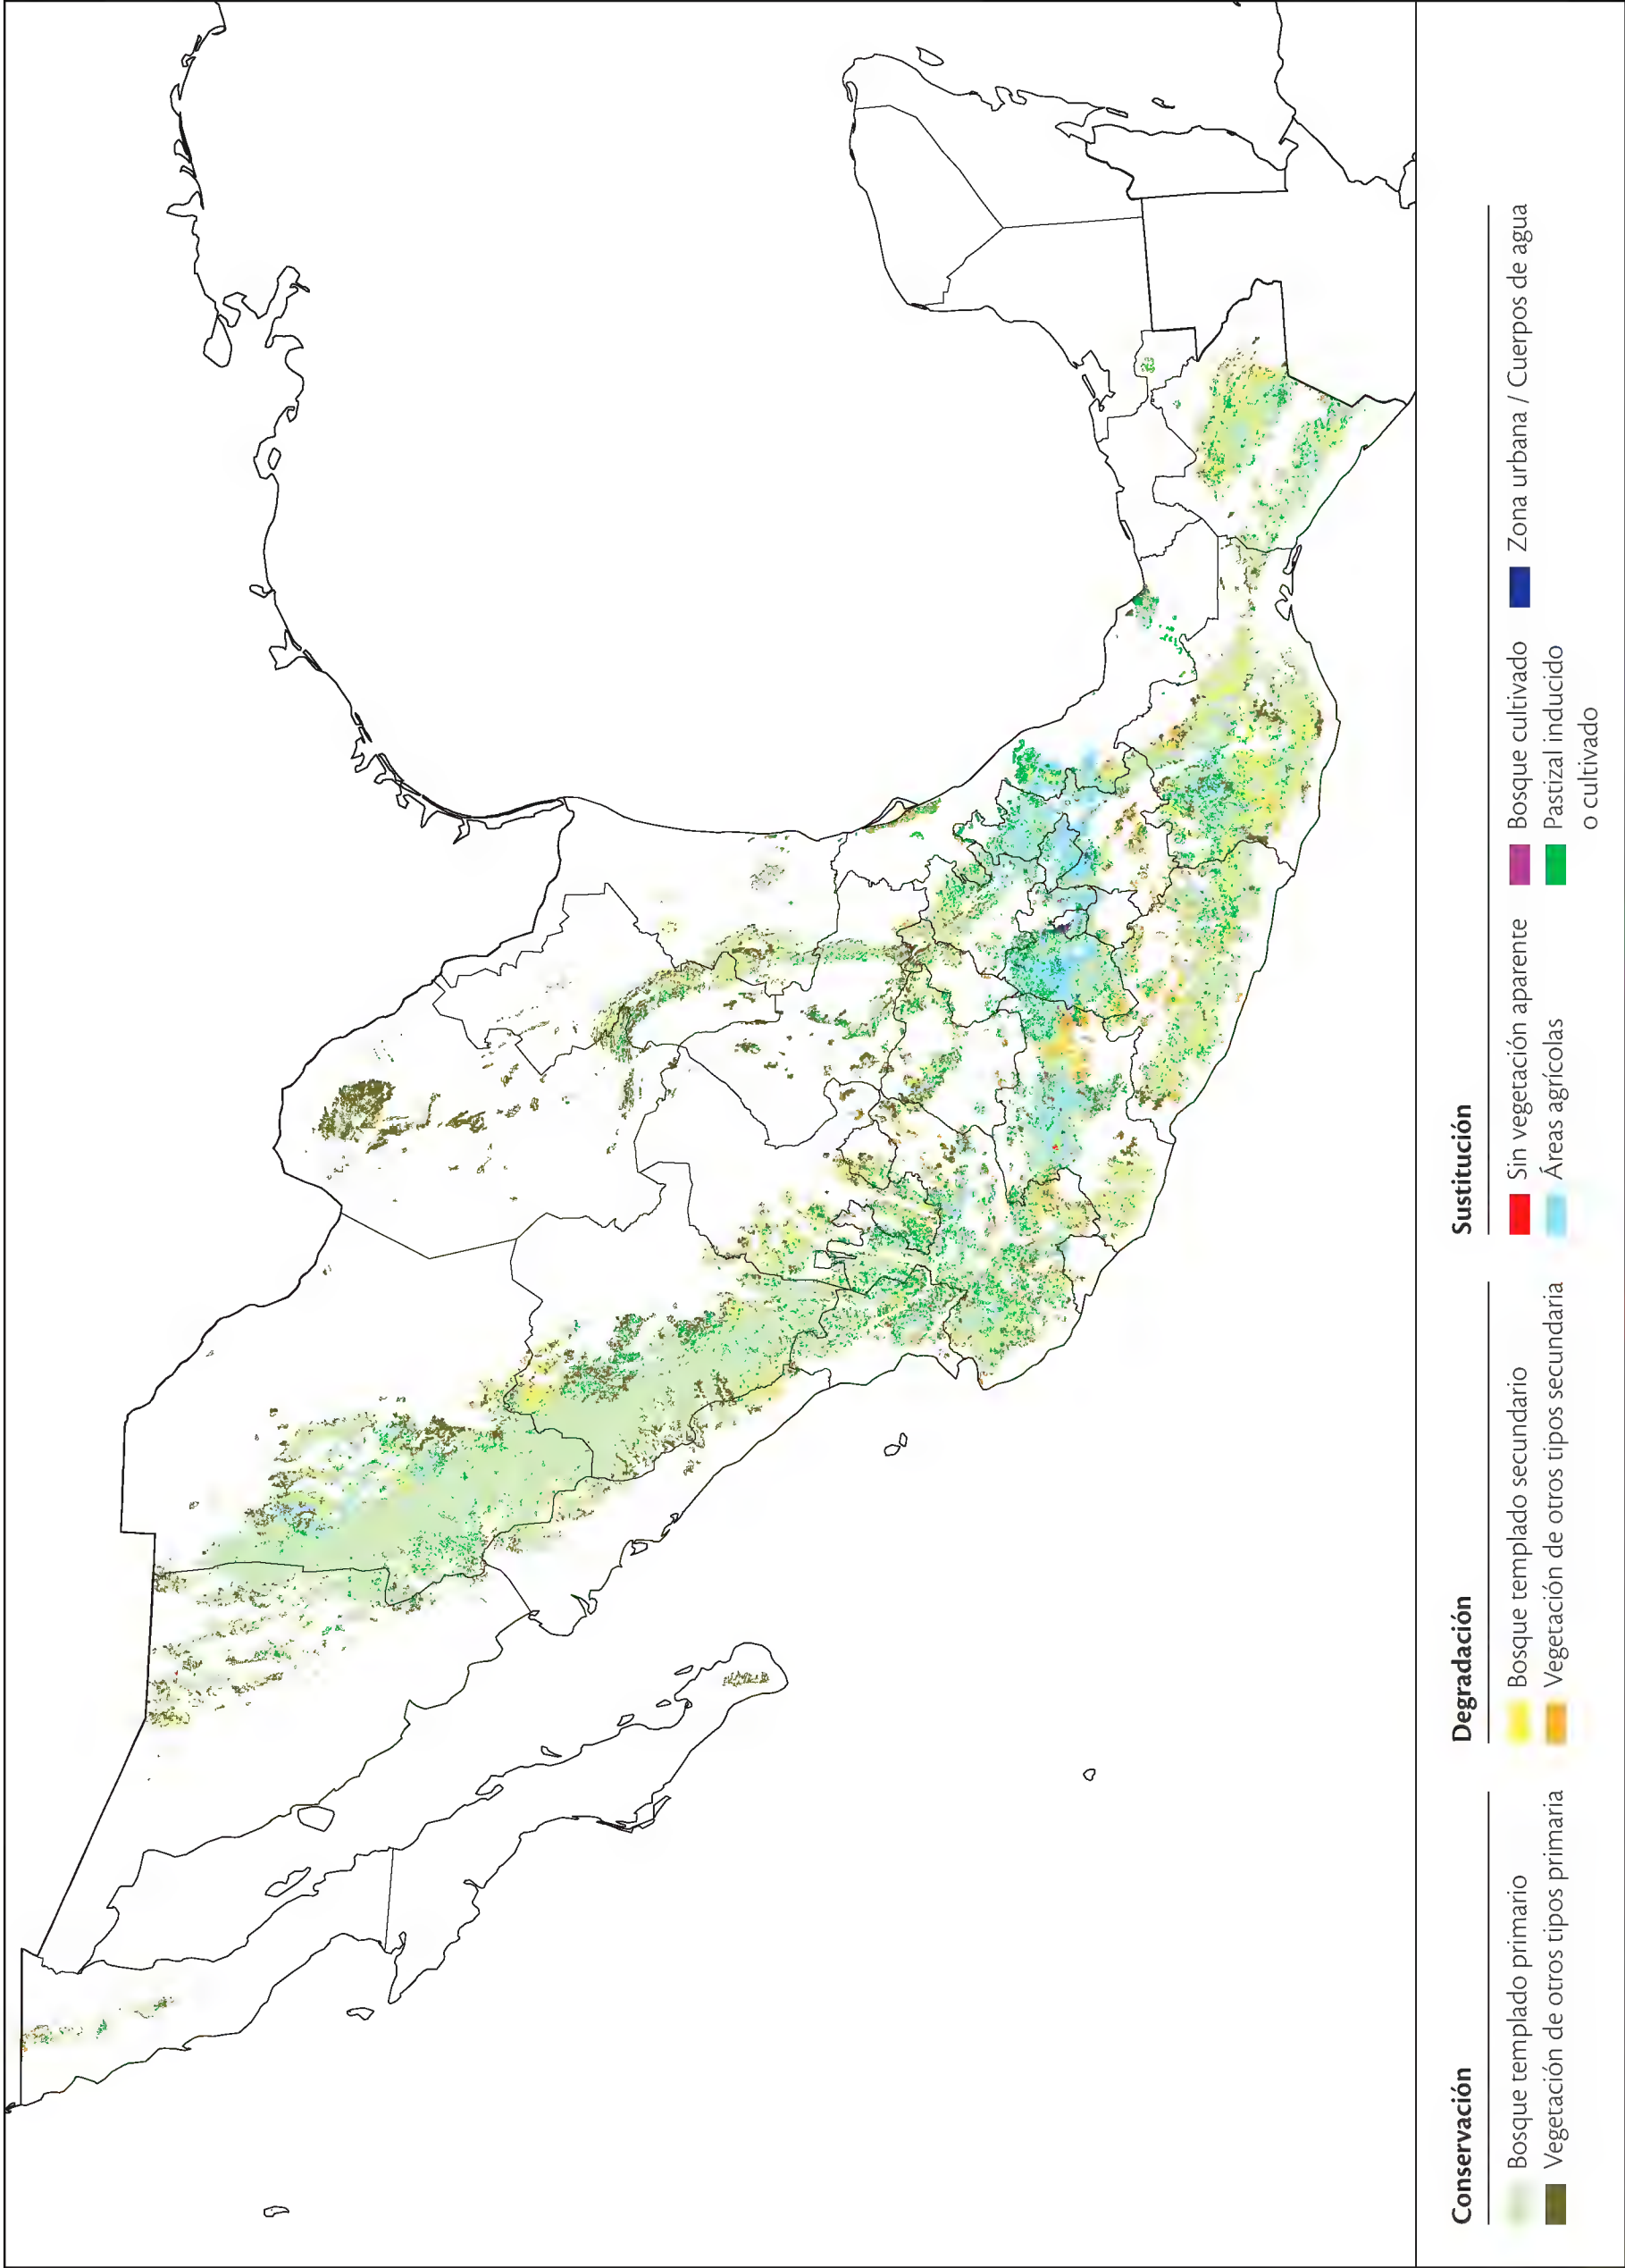 Conservación
Bosque templado primario
Vegetación de otros tipos primaria
Degradación
Bosque templado secundario
Vegetación de otros tipos secundaria
Sustitución
Sin vegetación aparente
Áreas agrícolas
Bosque cultivado
Pastizal inducido
o cultivado
Zona urbana / Cuerpos de agua